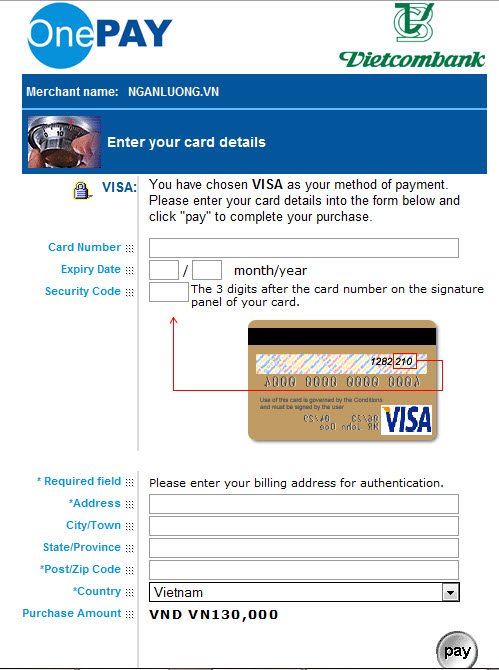 OnePAY
Vietcombank
Merchant name: NGANLUONG.VN
Enter your card details
VISA:
You have chosen VISA as your method of payment.
Please enter your card details into the form below and
click "pay" to complete your purchase.
Card Number
Expiry Date / month/year
Security Code
The 3 digits after the card number on the signature
panel of your card.
1282 210
Use of this card is governed by the Conditions
and must be signed by the user
VISA
* Required field
Please enter your billing address for authentication.
*Address
City/Town
State/Province
*Post/Zip Code
*Country Vietnam
Purchase Amount VND VN130,000
pay